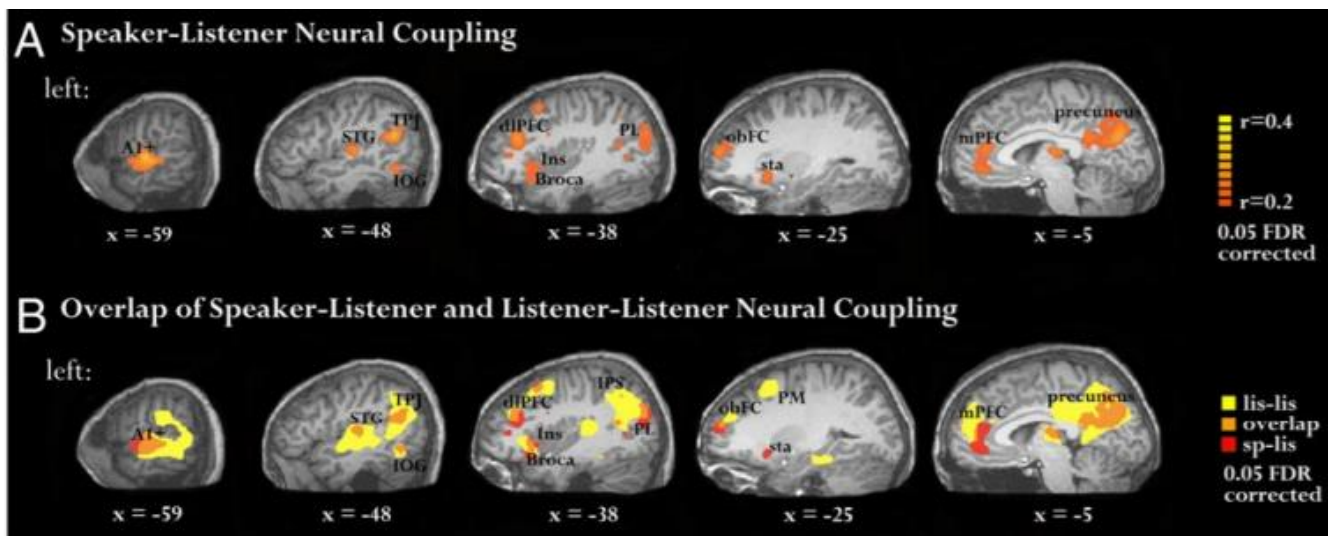 A Speaker-Listener Neural Coupling
left:
A1+
STG
TPJ
IOG
dlPFC
PL
Ins
Broca
obFC
sta
mPFC
precuneus
r=0.4
r=0.2
0.05 FDR
corrected
x = -59
x = -48
x = -38
x = -25
x = -5
B Overlap of Speaker-Listener and Listener-Listener Neural Coupling
left:
A1+
STG
TPJ
IOG
dlPFC
IPS
PL
Ins
Broca
obFC
PM
sta
mPFC
precuneus
lis-lis
overlap
sp-lis
0.05 FDR
corrected
x = -59
x = -48
x = -38
x = -25
x = -5